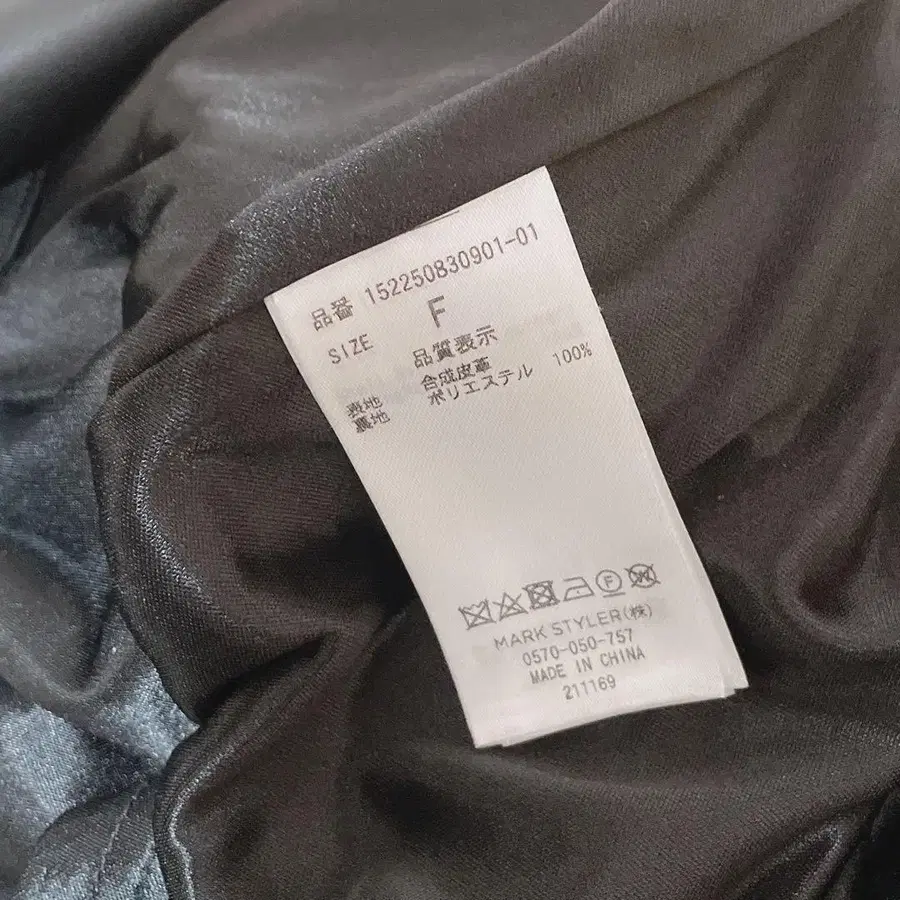 品番 152250830901-01
SIZE F
品質表示
表地 合成皮革
裏地 ポリエステル 100%
MARK STYLER(株)
0570-050-757
MADE IN CHINA
211169